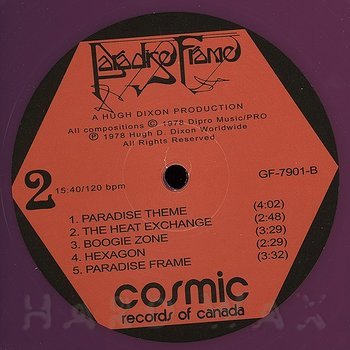 Paradise Frame
A HUGH DIXON PRODUCTION
All compositions © 1978 Dipro Music/PRO
℗ 1978 Hugh D. Dixon Worldwide
All Rights Reserved.
2 15:40/120 bpm GF-7901-B
1. PARADISE THEME (4:02)
2. THE HEAT EXCHANGE (2:48)
3. BOOGIE ZONE (3:29)
4. HEXAGON (2:29)
5. PARADISE FRAME (3:32)
cosmic
records of canada